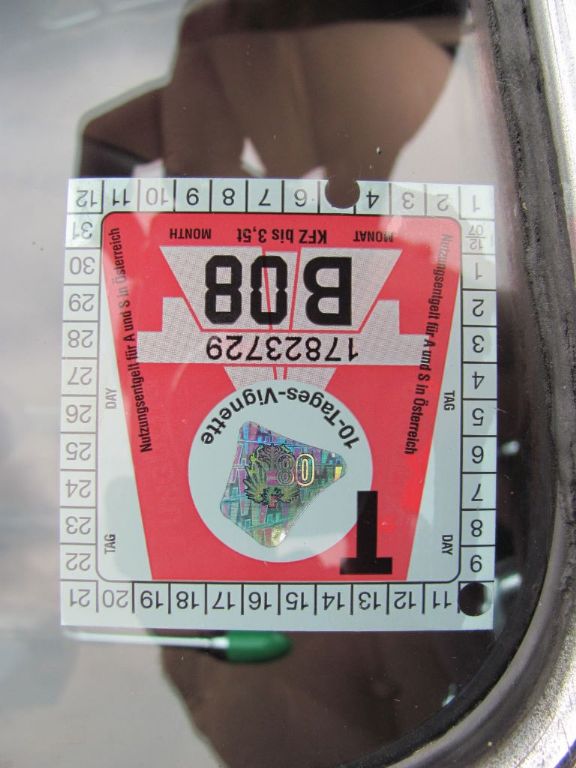 11 12 13 14 15 16 17 18 19 20 21
9 22
8 23
7 24
6 25
5 26
4 27
3 28
2 29
1 30
12
07
31
1 2 3 4 6 7 8 9 10 11 12
DAY
TAG
TAG
DAY
T
80
A
10-Tages-Vignette
17823729
B08
MONAT KFZ bis 3,5t MONTH
Nutzungsentgelt für A und S in Österreich
Nutzungsentgelt für A und S in Österreich